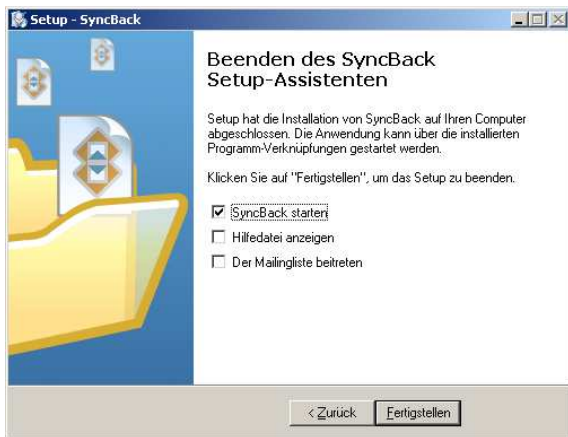 Setup - SyncBack
Beenden des SyncBack
Setup-Assistenten
Setup hat die Installation von SyncBack auf Ihren Computer
abgeschlossen. Die Anwendung kann über die installierten
Programm-Verknüpfungen gestartet werden.
Klicken Sie auf "Fertigstellen", um das Setup zu beenden.
SyncBack starten
Hilfedatei anzeigen
Der Mailingliste beitreten
< Zurück
Fertigstellen